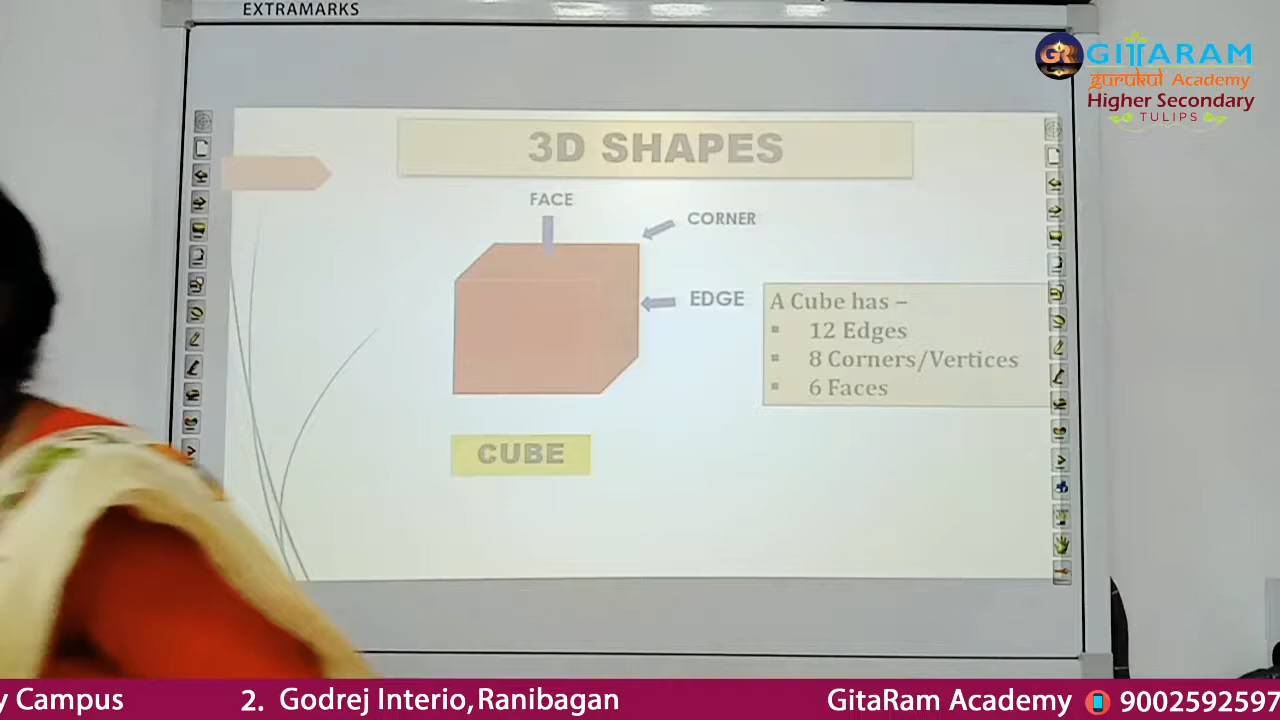 EXTRAMARKS
GR
GITARAM
gurukul Academy
Higher Secondary
TULIPS
3D SHAPES
FACE
CORNER
EDGE
A Cube has –
▪ 12 Edges
▪ 8 Corners/Vertices
▪ 6 Faces
CUBE
y Campus 2. Godrej Interio, Ranibagan GitaRam Academy 9002592597